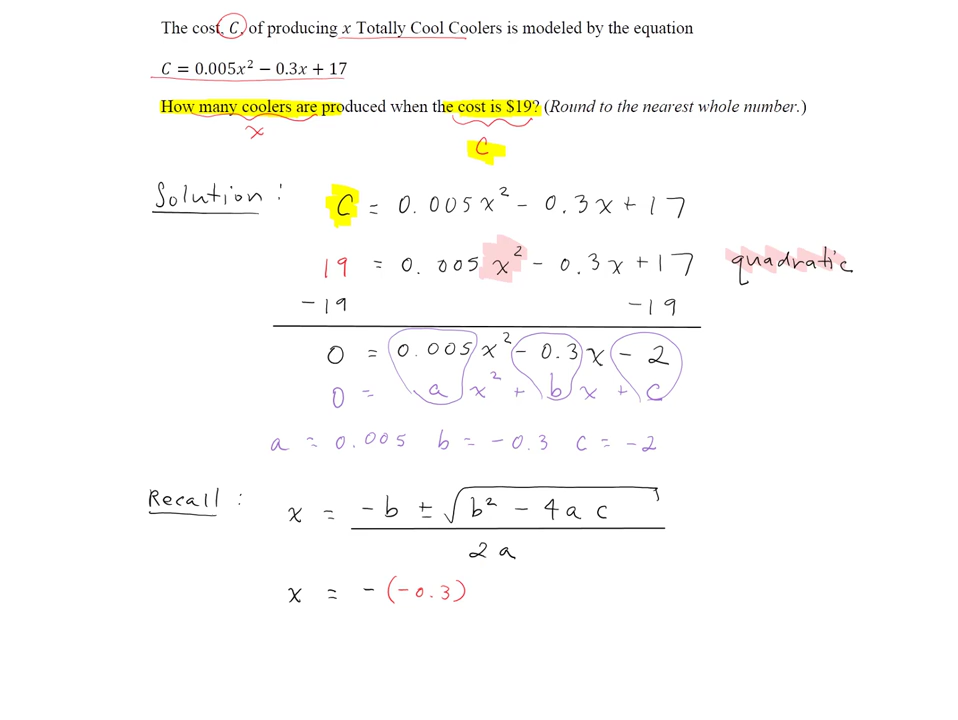 The cost, C, of producing x Totally Cool Coolers is modeled by the equation
C = 0.005x² − 0.3x + 17
How many coolers are produced when the cost is $19? (Round to the nearest whole number.)
x C
Solution : C = 0.005x² − 0.3x + 17
19 = 0.005x² − 0.3x + 17 quadratic
−19 −19
0 = 0.005x² − 0.3x − 2
0 = ax² + bx + c
a = 0.005 b = −0.3 c = −2
Recall : x = −b ± √b² − 4ac
2a
x = −(−0.3)